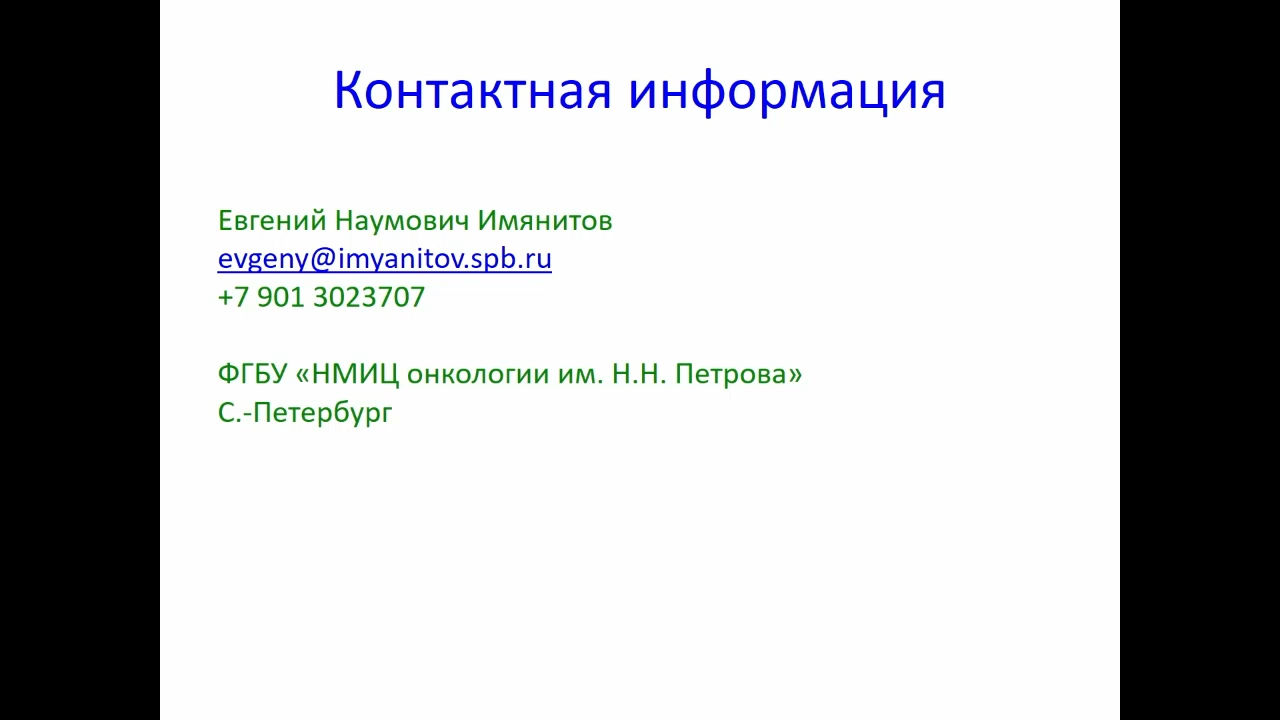 Контактная информация
Евгений Наумович Имянитов
evgeny@imyanitov.spb.ru
+7 901 3023707
ФГБУ «НМИЦ онкологии им. Н.Н. Петрова»
С.-Петербург